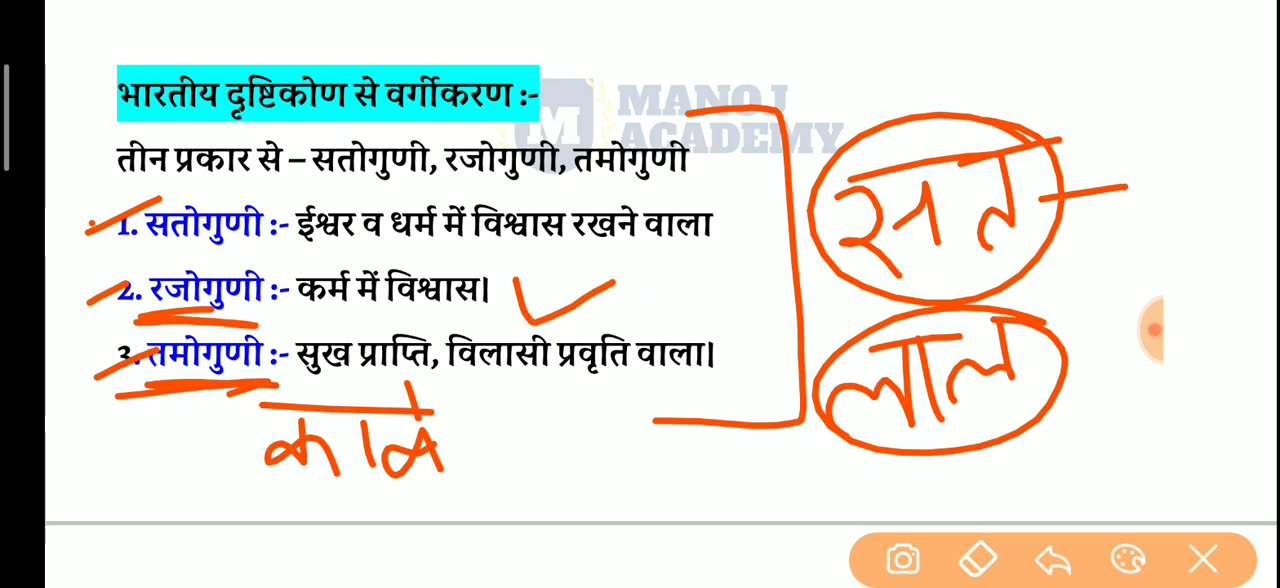 भारतीय दृष्टिकोण से वर्गीकरण :-
MANOJ
ACADEMY
M
तीन प्रकार से – सतोगुणी, रजोगुणी, तमोगुणी
1. सतोगुणी :- ईश्वर व धर्म में विश्वास रखने वाला
2. रजोगुणी :- कर्म में विश्वास।
3. तमोगुणी :- सुख प्राप्ति, विलासी प्रवृति वाला।
सत
लाल